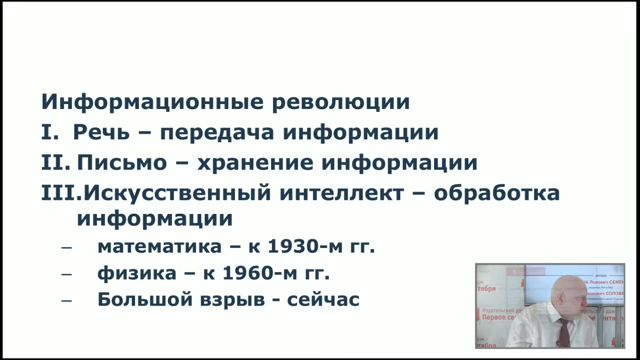 Информационные революции
I. Речь – передача информации
II. Письмо – хранение информации
III.Искусственный интеллект – обработка
информации
– математика – к 1930-м гг.
– физика – к 1960-м гг.
– Большой взрыв - сейчас